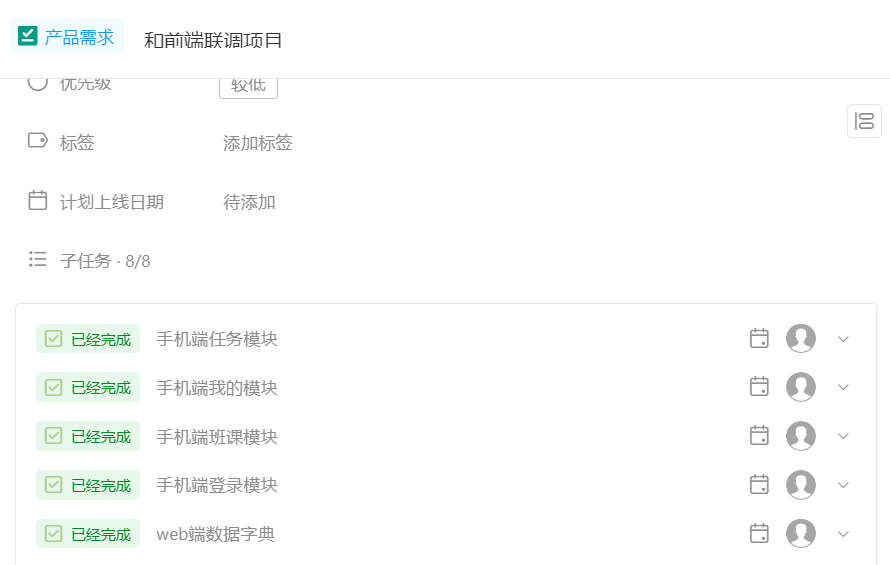 产品需求 和前端联调项目
优先级 较低
标签 添加标签
计划上线日期 待添加
子任务 · 8/8
已经完成 手机端任务模块
已经完成 手机端我的模块
已经完成 手机端班课模块
已经完成 手机端登录模块
已经完成 web端数据字典